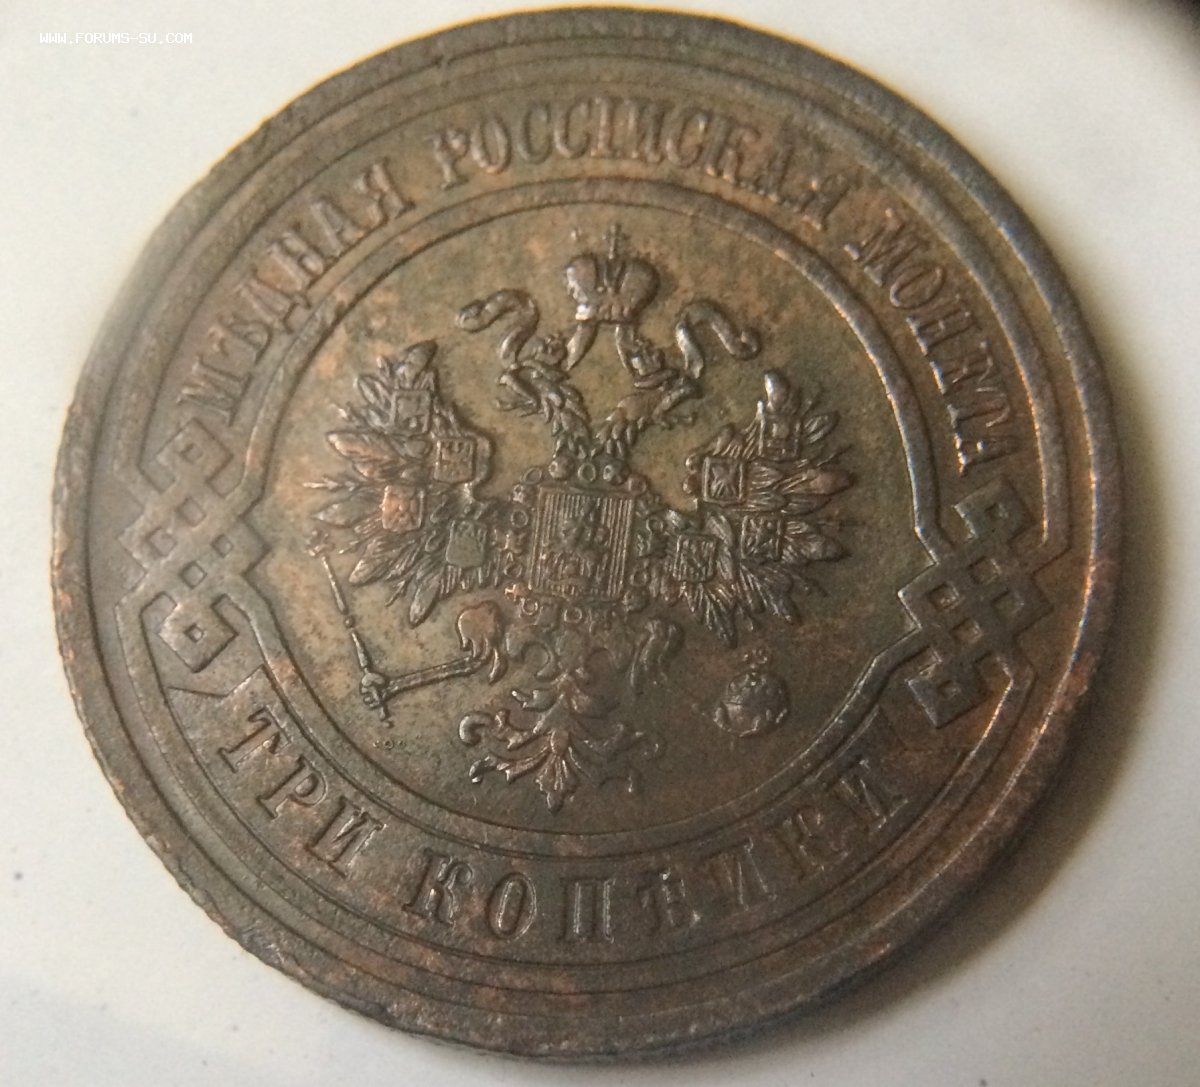 WWW.FORUMS-SU.COM
МѢДНАЯ РОССІЙСКАЯ МОНЕТА
ТРИ КОПѢЙКИ